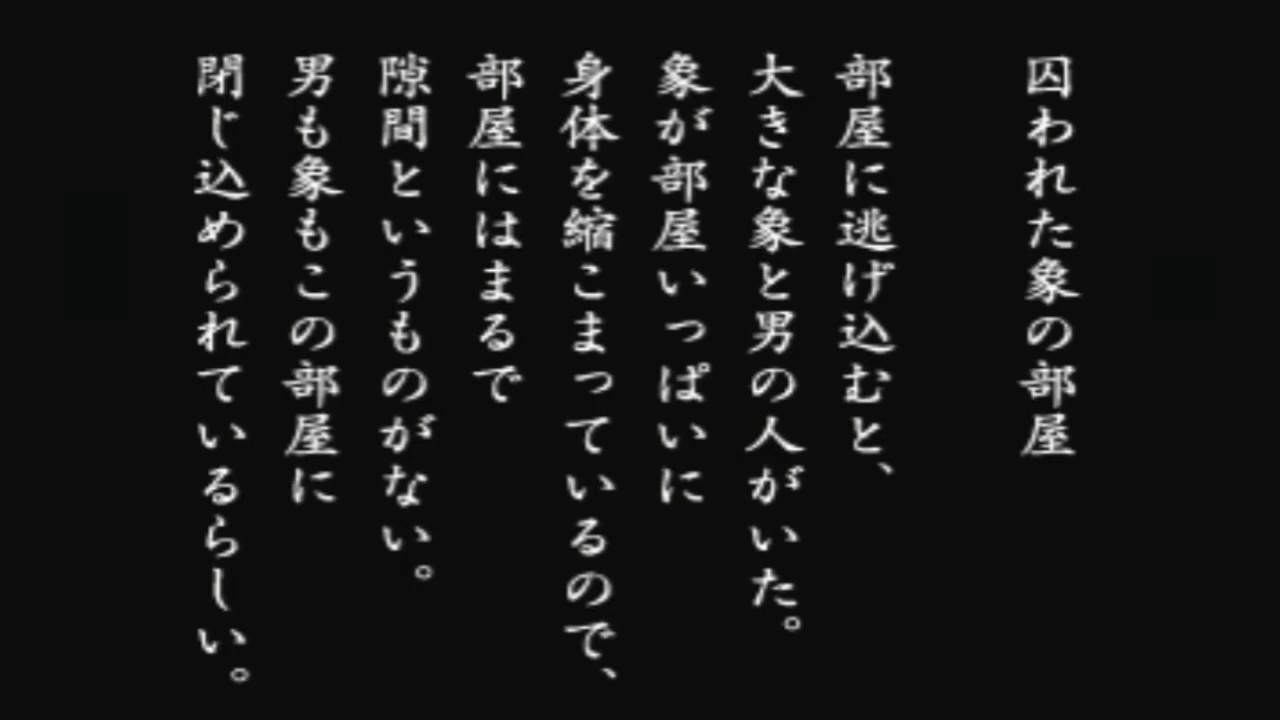 囚われた象の部屋
部屋に逃げ込むと、
大きな象と男の人がいた。
象が部屋いっぱいに
身体を縮こまっているので、
部屋にはまるで
隙間というものがない。
男も象もこの部屋に
閉じ込められているらしい。